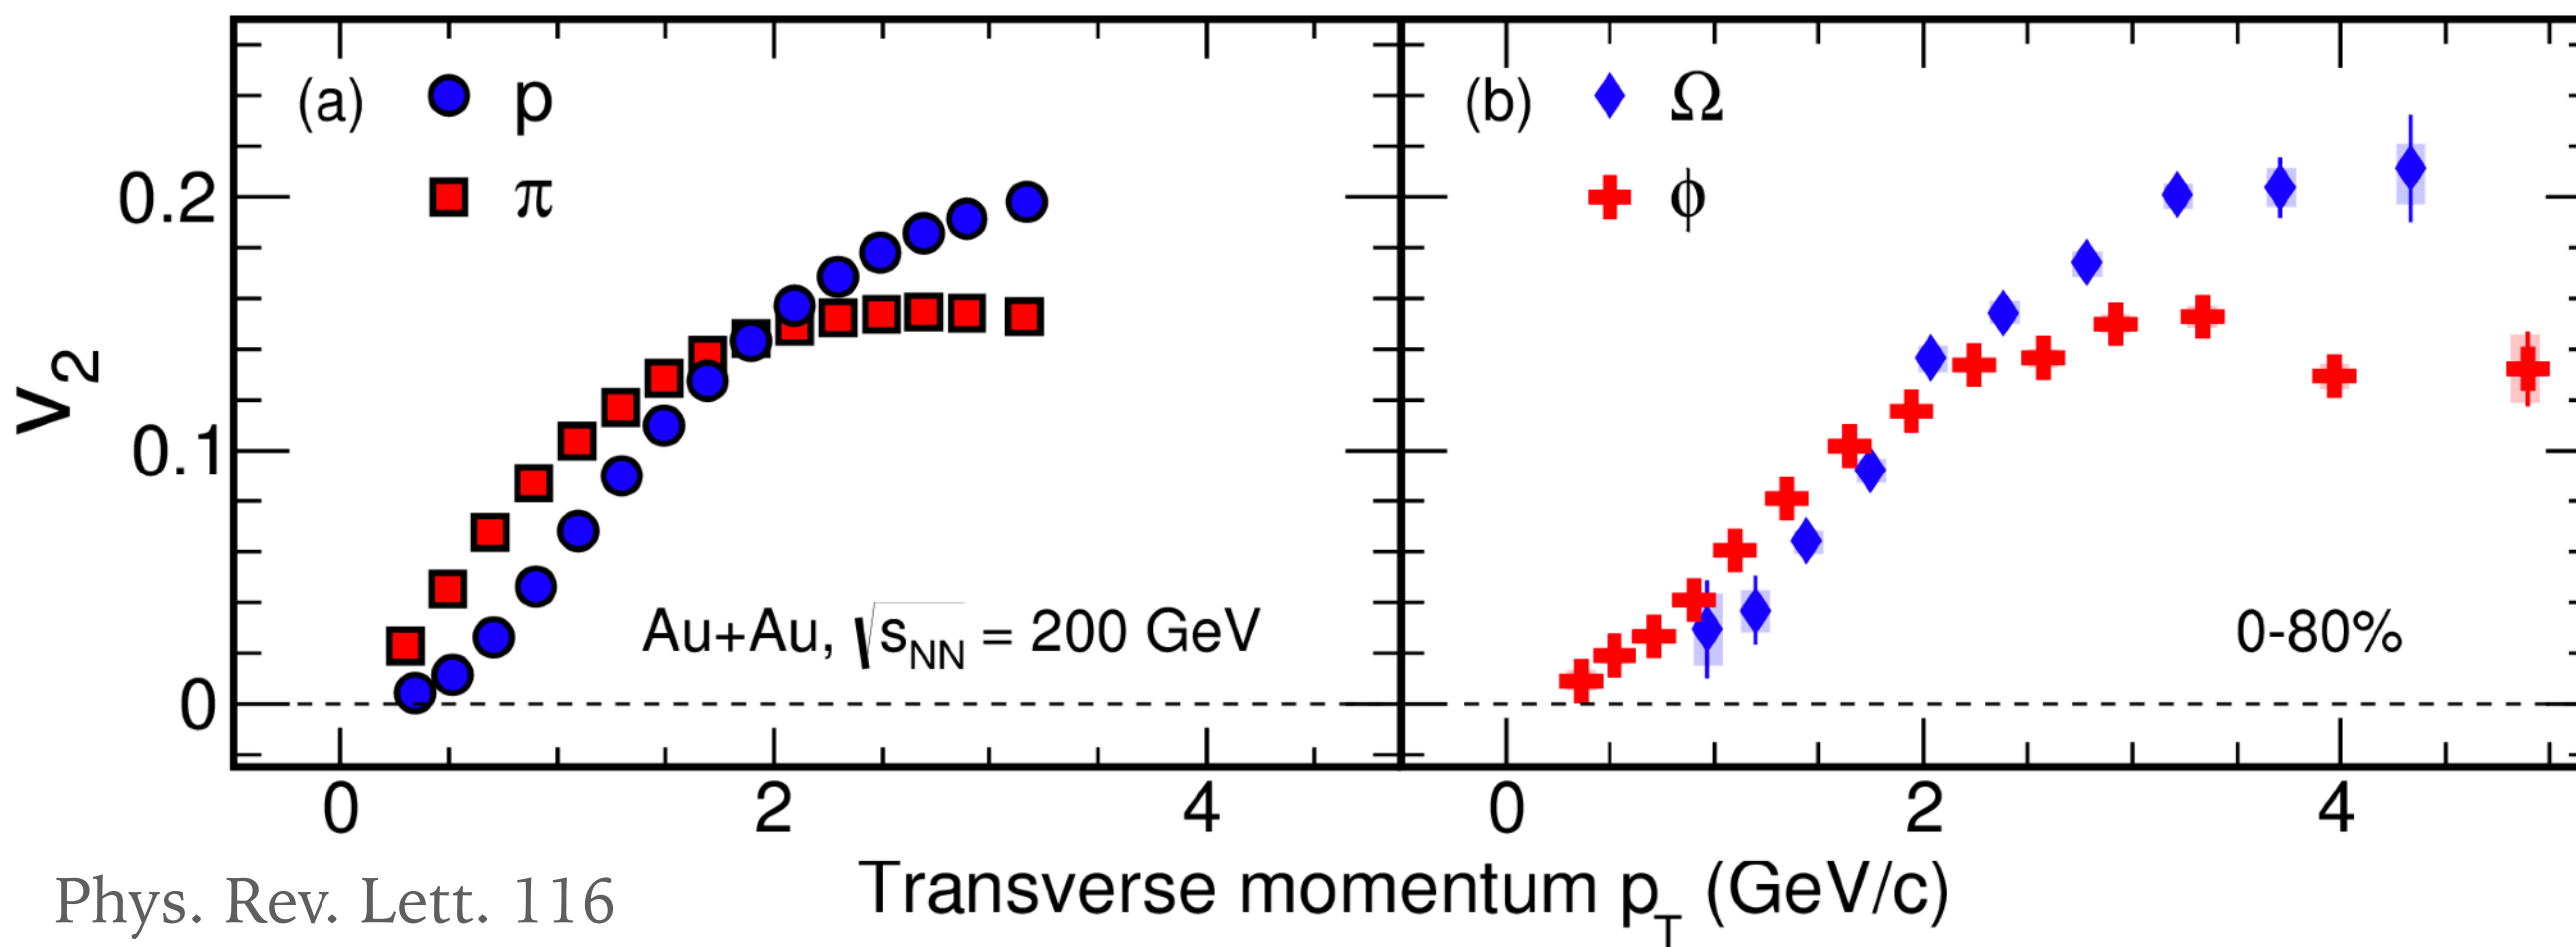 (a) p
π
(b) Ω
ϕ
v2
0.2
0.1
0
Au+Au, √sNN = 200 GeV
0-80%
0 2 4
0 2 4
Transverse momentum pT (GeV/c)
Phys. Rev. Lett. 116